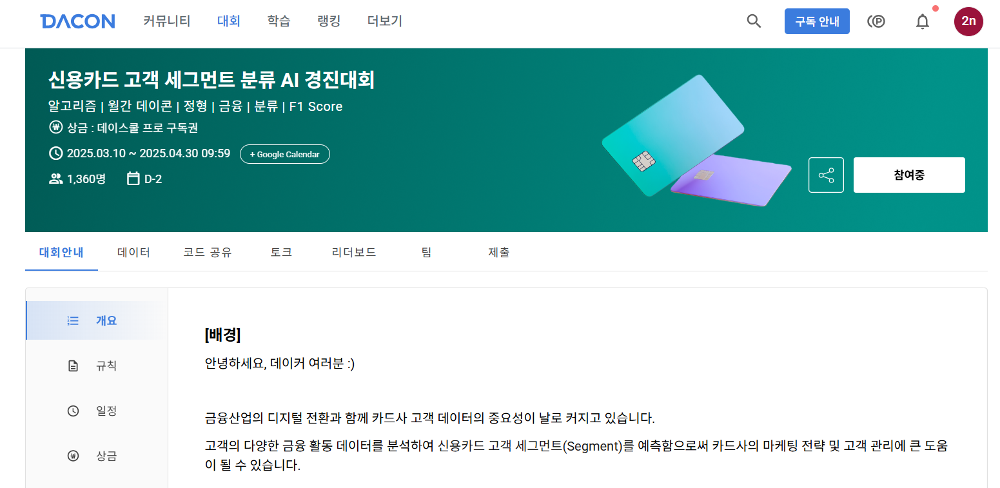 DACON 커뮤니티 대회 학습 랭킹 더보기 구독 안내 2n
신용카드 고객 세그먼트 분류 AI 경진대회
알고리즘 | 월간 데이콘 | 정형 | 금융 | 분류 | F1 Score
상금 : 데이스쿨 프로 구독권
2025.03.10 ~ 2025.04.30 09:59 + Google Calendar
1,360명 D-2
참여중
대회안내 데이터 코드 공유 토크 리더보드 팀 제출
개요
규칙
일정
상금
[배경]
안녕하세요, 데이커 여러분 :)
금융산업의 디지털 전환과 함께 카드사 고객 데이터의 중요성이 날로 커지고 있습니다.
고객의 다양한 금융 활동 데이터를 분석하여 신용카드 고객 세그먼트(Segment)를 예측함으로써 카드사의 마케팅 전략 및 고객 관리에 큰 도움
이 될 수 있습니다.